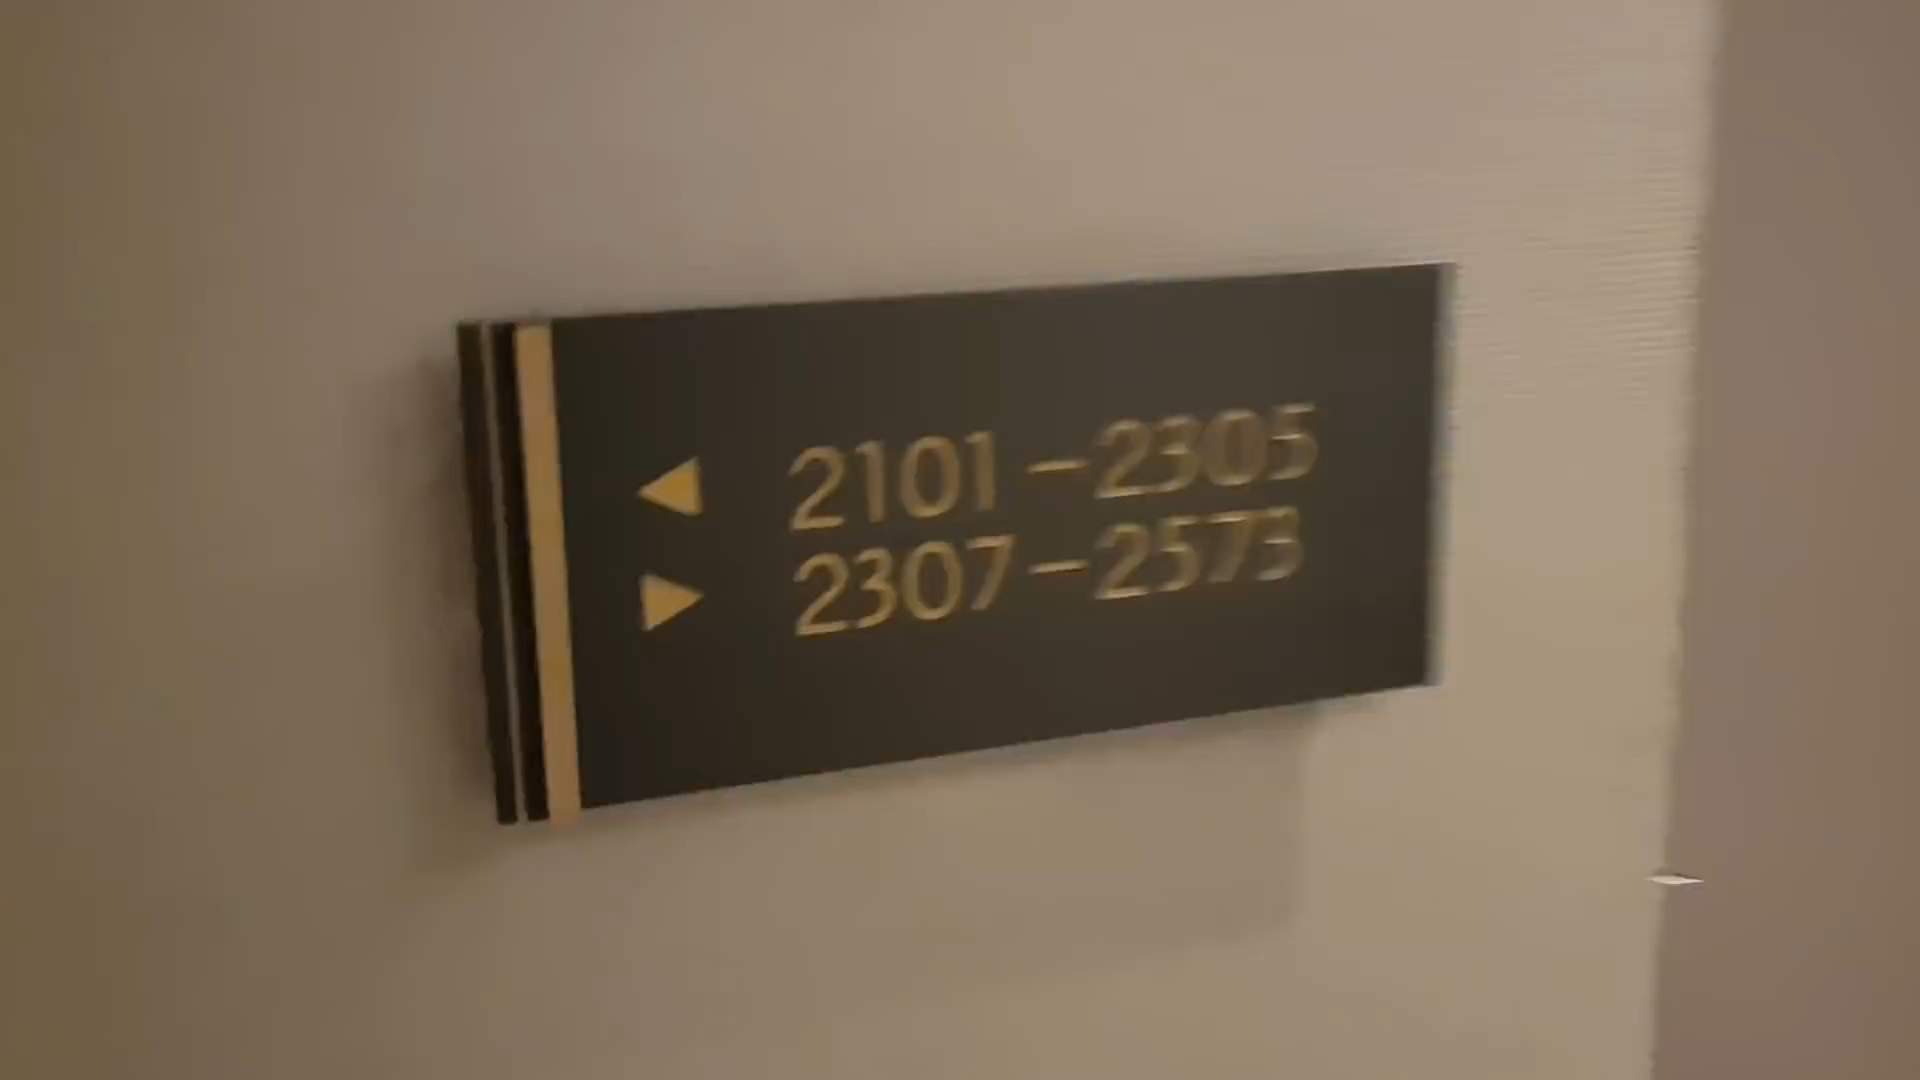 ◀ 2101 – 2305
▶ 2307 – 2573